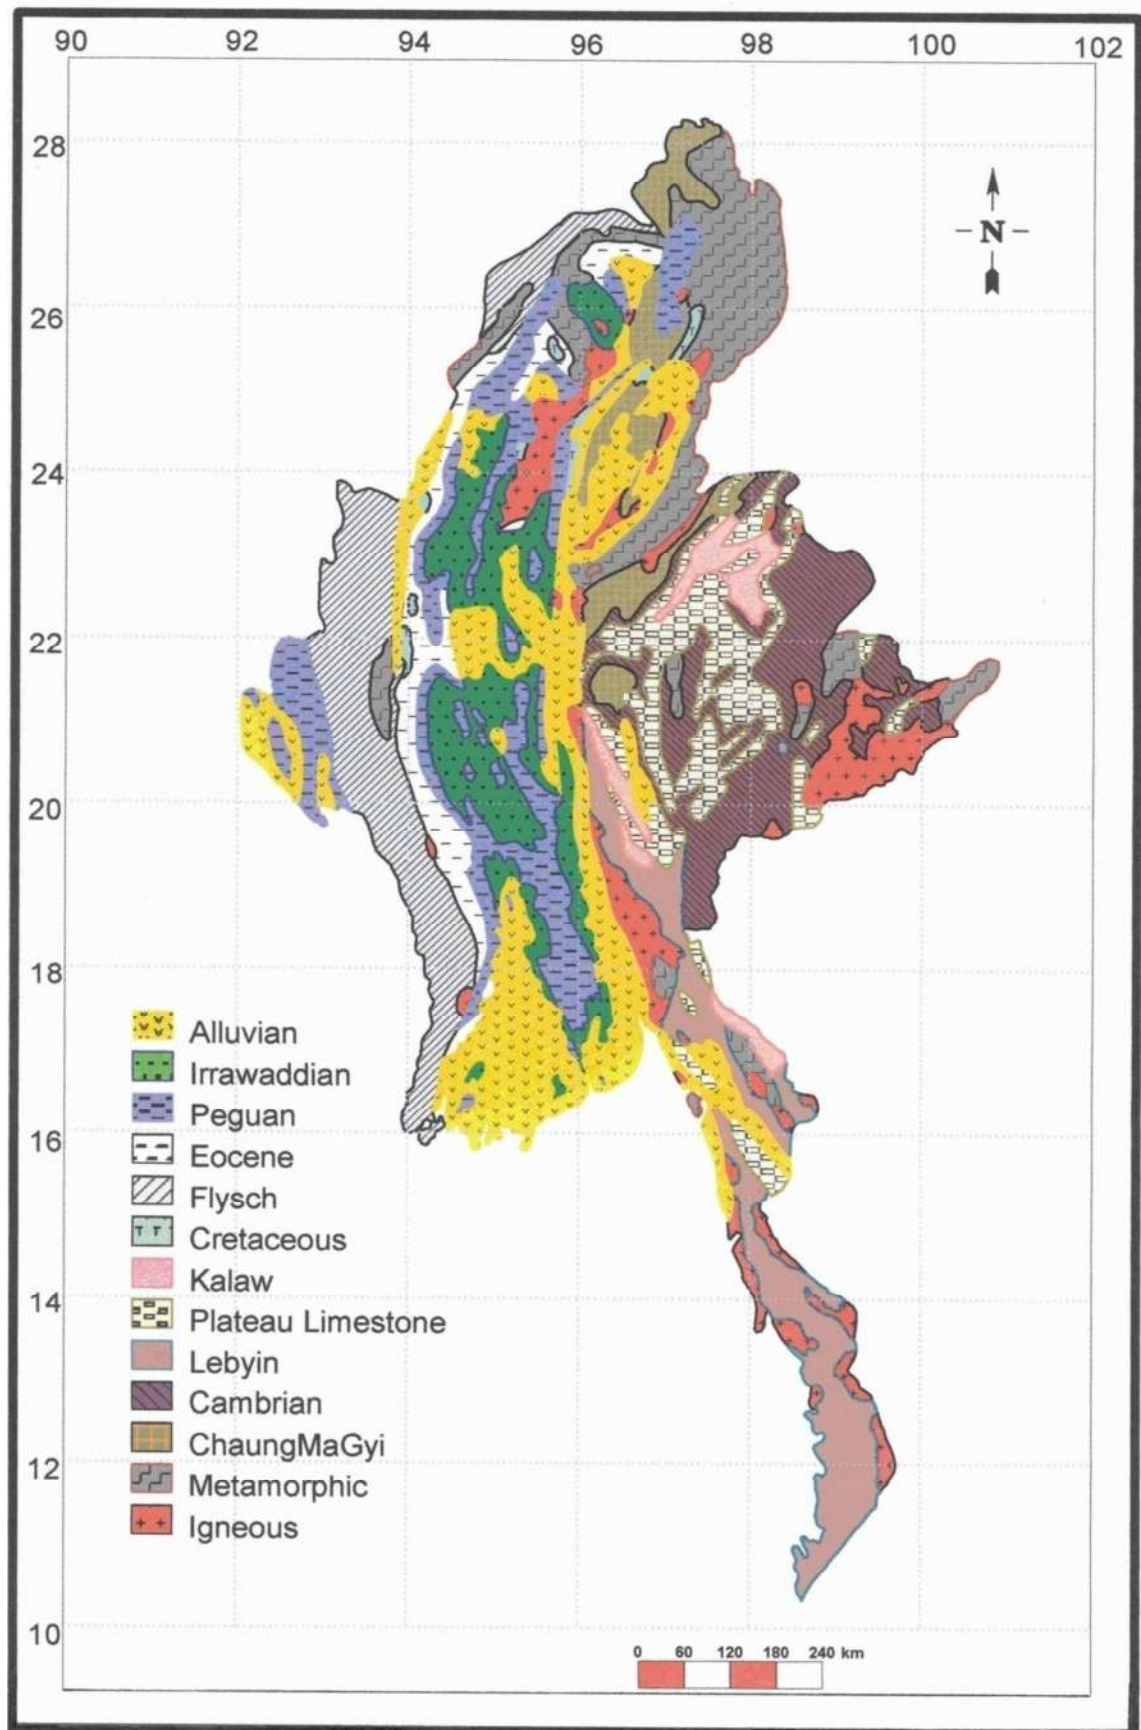 90 92 94 96 98 100 102
28
26
24
22
20
18
16
14
12
10
N
Alluvian
Irrawaddian
Peguan
Eocene
Flysch
Cretaceous
Kalaw
Plateau Limestone
Lebyin
Cambrian
ChaungMaGyi
Metamorphic
Igneous
0 60 120 180 240 km